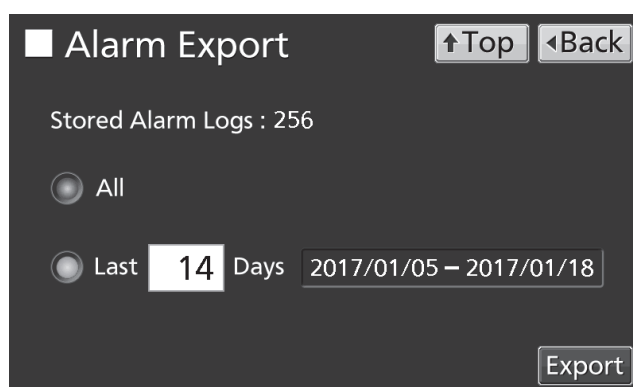 Alarm Export
↑Top
◂Back
Stored Alarm Logs : 256
All
Last 14 Days 2017/01/05 – 2017/01/18
Export